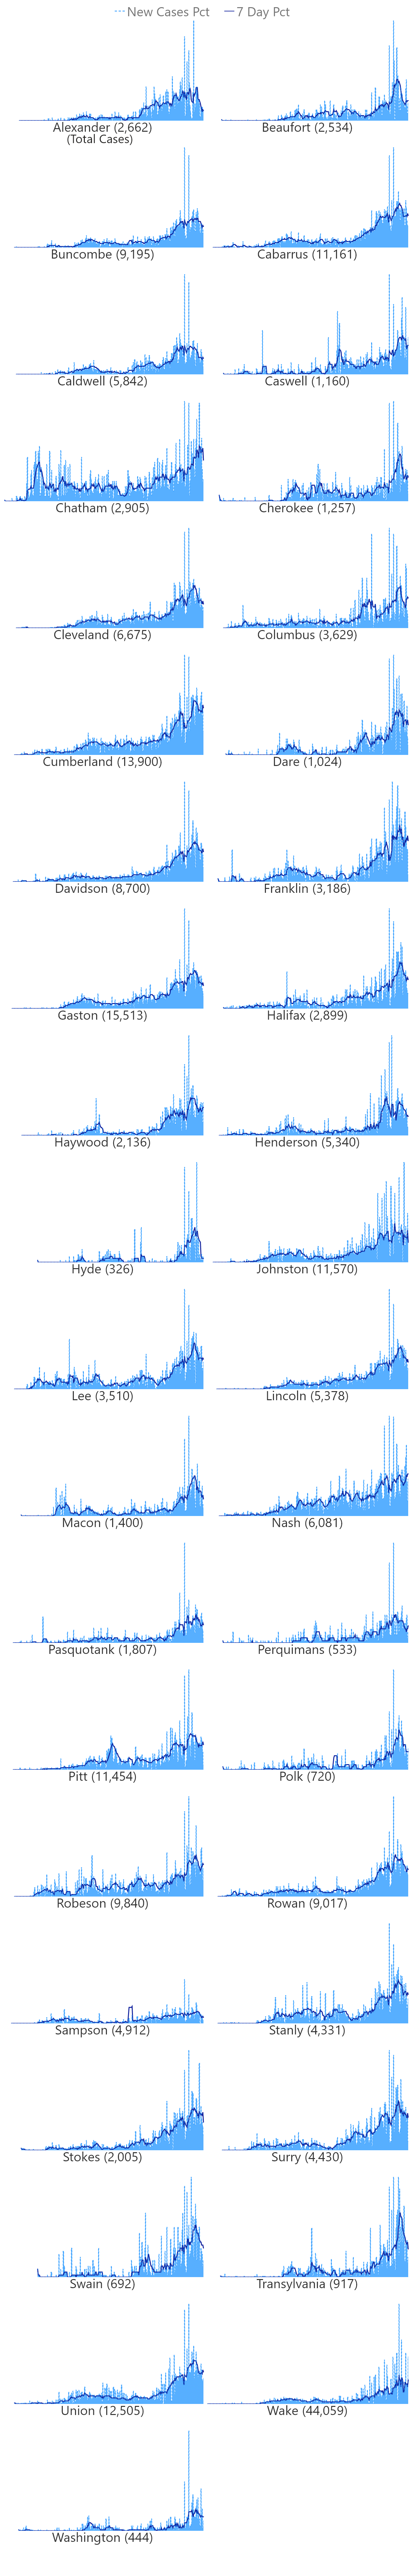 New Cases Pct 7 Day Pct
Alexander (2,662) Beaufort (2,534)
(Total Cases)
Buncombe (9,195) Cabarrus (11,161)
Caldwell (5,842) Caswell (1,160)
Chatham (2,905) Cherokee (1,257)
Cleveland (6,675) Columbus (3,629)
Cumberland (13,900) Dare (1,024)
Davidson (8,700) Franklin (3,186)
Gaston (15,513) Halifax (2,899)
Haywood (2,136) Henderson (5,340)
Hyde (326) Johnston (11,570)
Lee (3,510) Lincoln (5,378)
Macon (1,400) Nash (6,081)
Pasquotank (1,807) Perquimans (533)
Pitt (11,454) Polk (720)
Robeson (9,840) Rowan (9,017)
Sampson (4,912) Stanly (4,331)
Stokes (2,005) Surry (4,430)
Swain (692) Transylvania (917)
Union (12,505) Wake (44,059)
Washington (444)